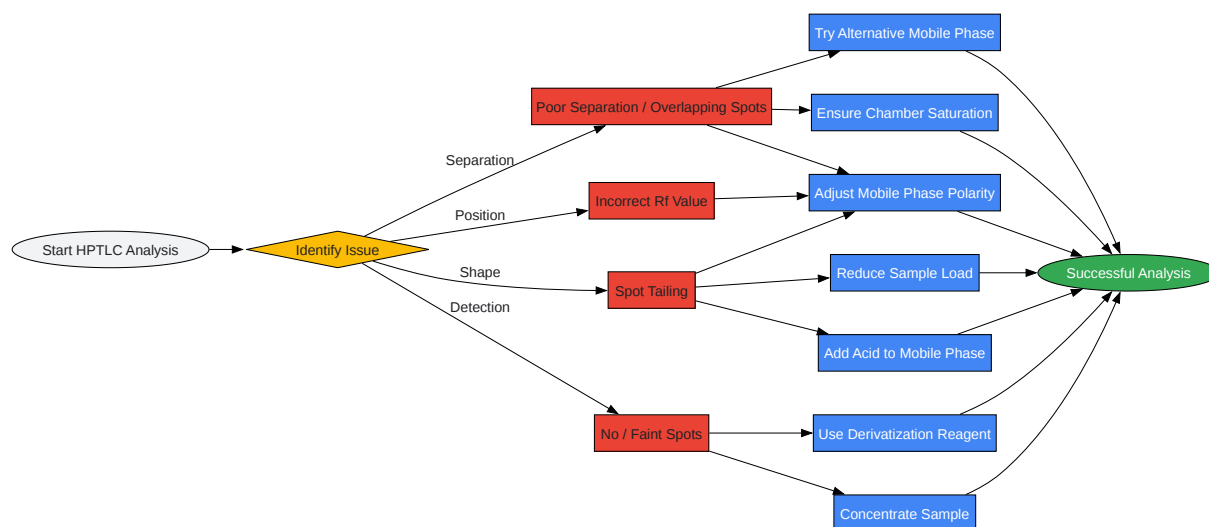 Start HPTLC Analysis
Identify Issue
Separation
Position
Shape
Detection
Poor Separation / Overlapping Spots
Incorrect Rf Value
Spot Tailing
No / Faint Spots
Try Alternative Mobile Phase
Ensure Chamber Saturation
Adjust Mobile Phase Polarity
Reduce Sample Load
Add Acid to Mobile Phase
Use Derivatization Reagent
Concentrate Sample
Successful Analysis